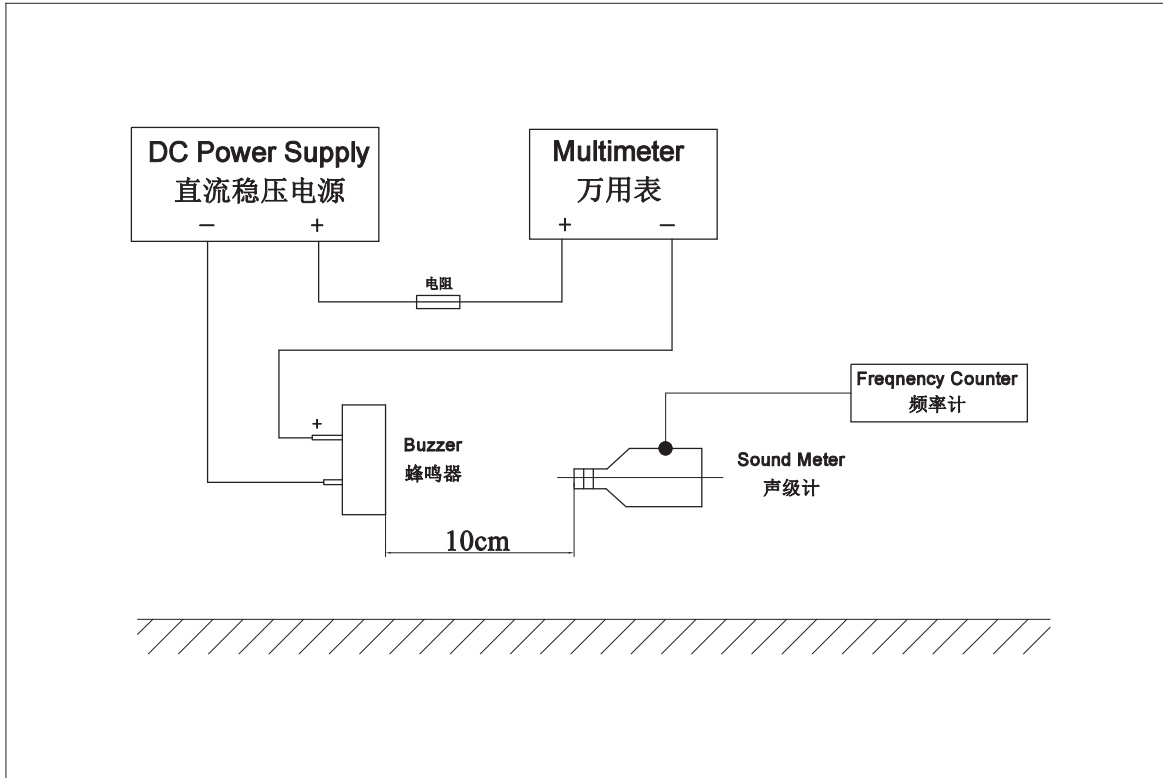 DC Power Supply
直流稳压电源
− +
Multimeter
万用表
+ −
电阻
Freqnency Counter
频率计
+
Buzzer
蜂鸣器
Sound Meter
声级计
10cm